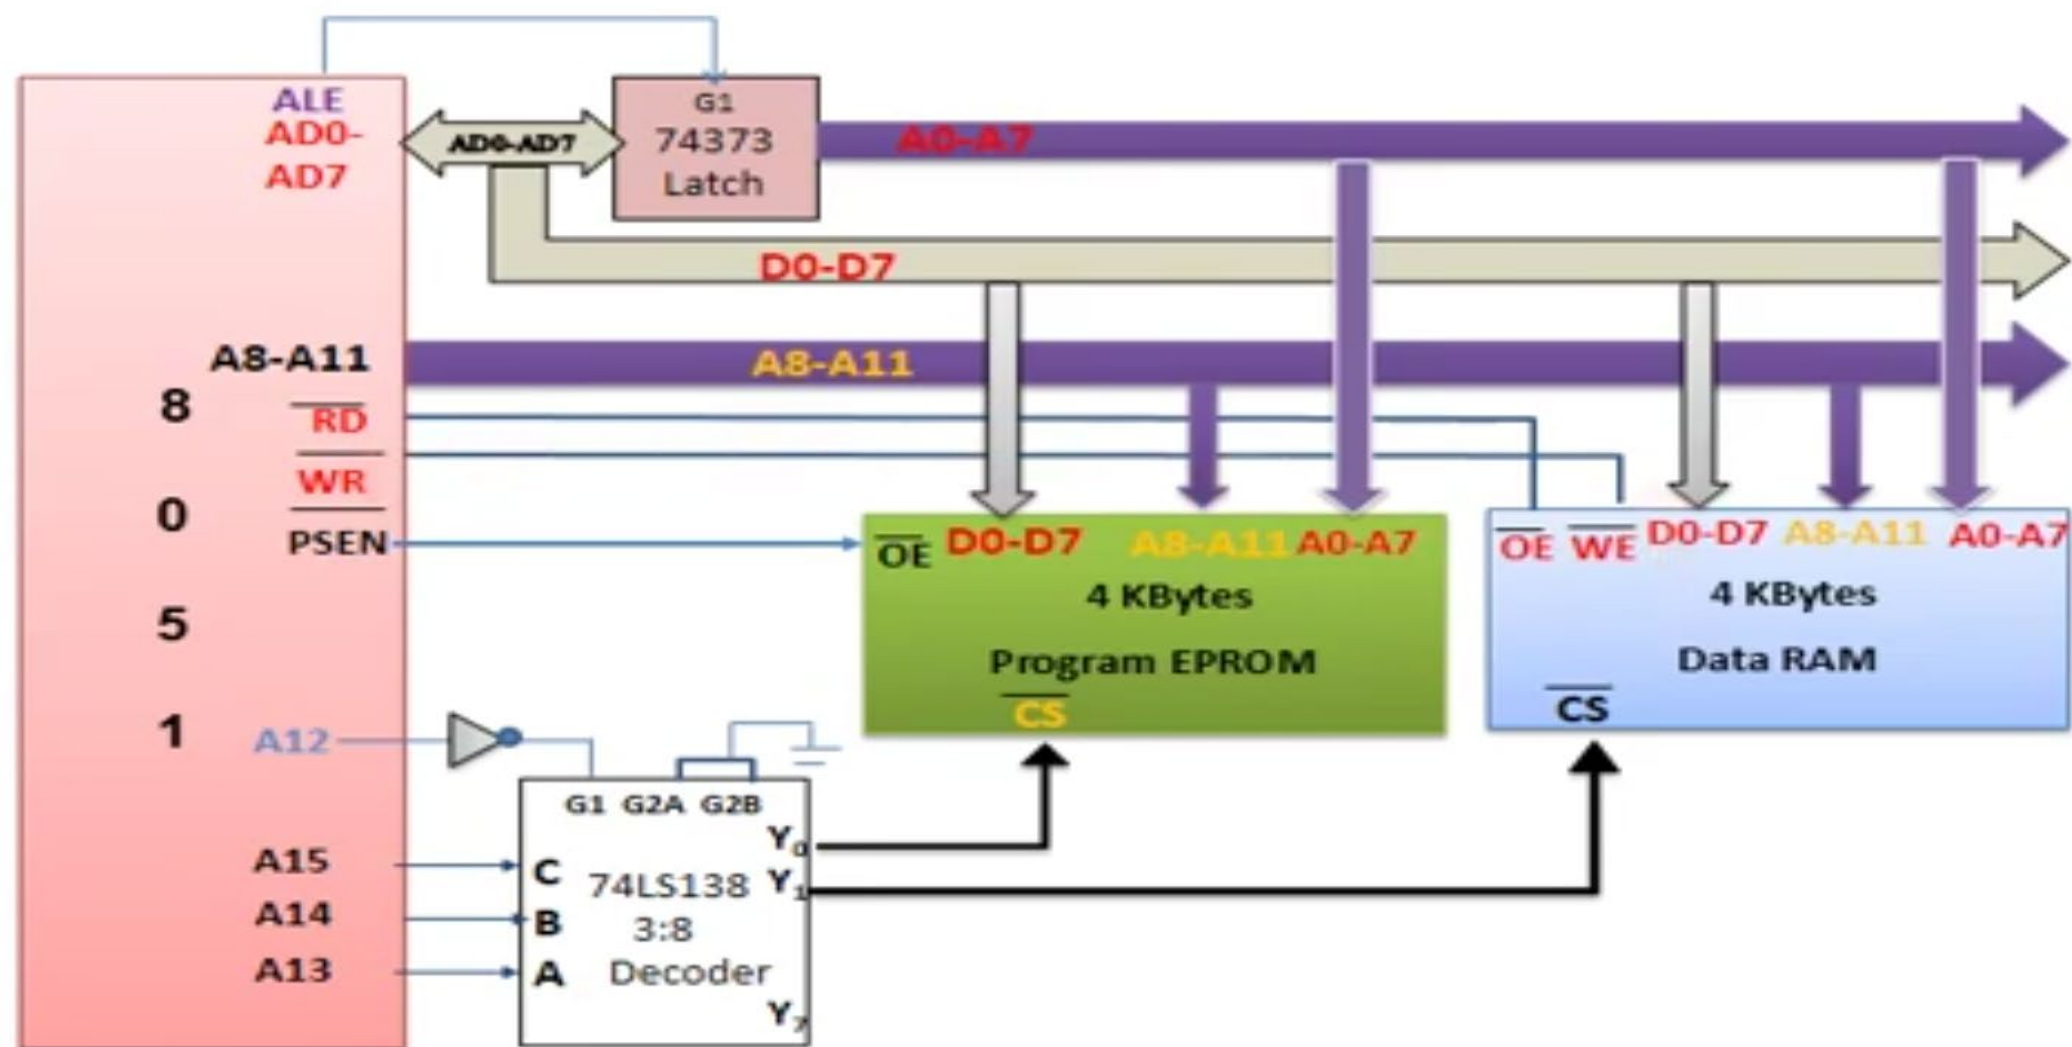 ALE
AD0-
AD7
AD0-AD7
G1
74373
Latch
A0-A7
D0-D7
A8-A11
A8-A11
8
0
5
1
RD
WR
PSEN
OE D0-D7 A8-A11 A0-A7
4 KBytes
Program EPROM
CS
OE WE D0-D7 A8-A11 A0-A7
4 KBytes
Data RAM
CS
A12
A15
A14
A13
G1 G2A G2B
Y0
C 74LS138 Y1
B 3:8
A Decoder
Y7